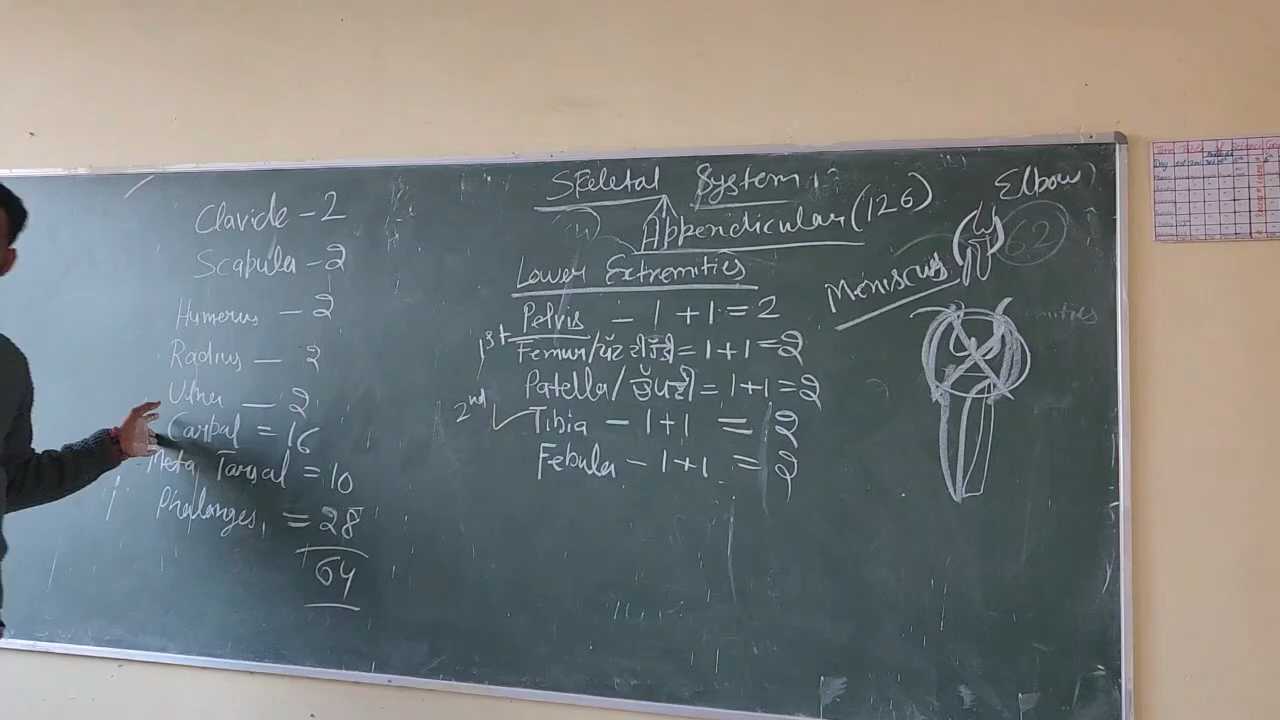 Clavicle - 2
Scapula - 2
Humerus - 2
Radius - 2
Ulna - 2
Carpal = 16
Meta Tarsal = 10
Phalanges = 28
64
Skeletal System
Appendicular (126)
Lower Extremities
Pelvis - 1 + 1 = 2
1st Femur/ = 1+1=2
Patella/ = 1+1=2
2nd Tibia - 1+1 = 2
Febula - 1+1 = 2
Elbow
62
Meniscus